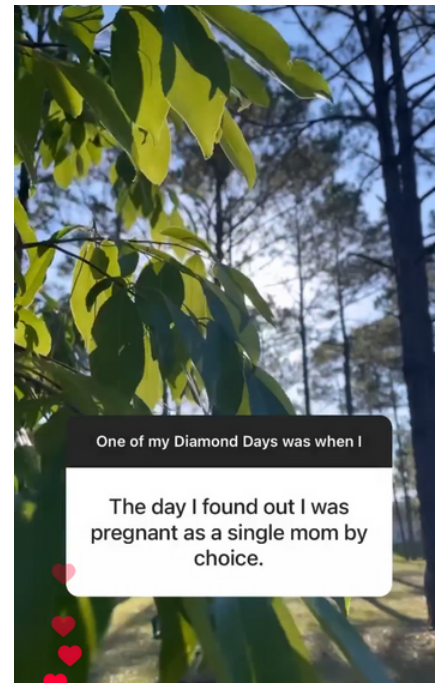 One of my Diamond Days was when I
The day I found out I was
pregnant as a single mom by
choice.